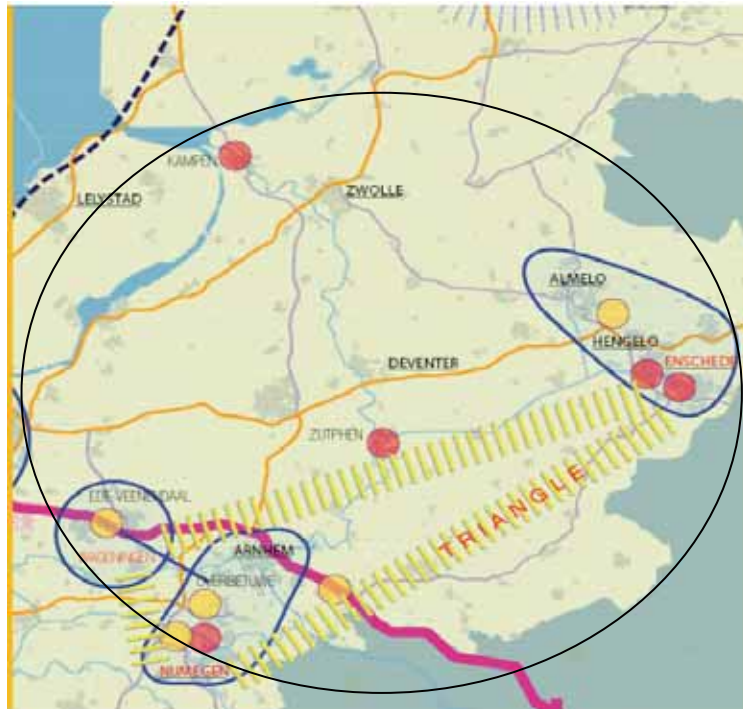 KAMPEN
ZWOLLE
LELYSTAD
ALMELO
HENGELO
ENSCHEDE
DEVENTER
ZUTPHEN
EDE-VEENENDAAL
WAGENINGEN
ARNHEM
OVERBETUWE
TRIANGLE
NIJMEGEN